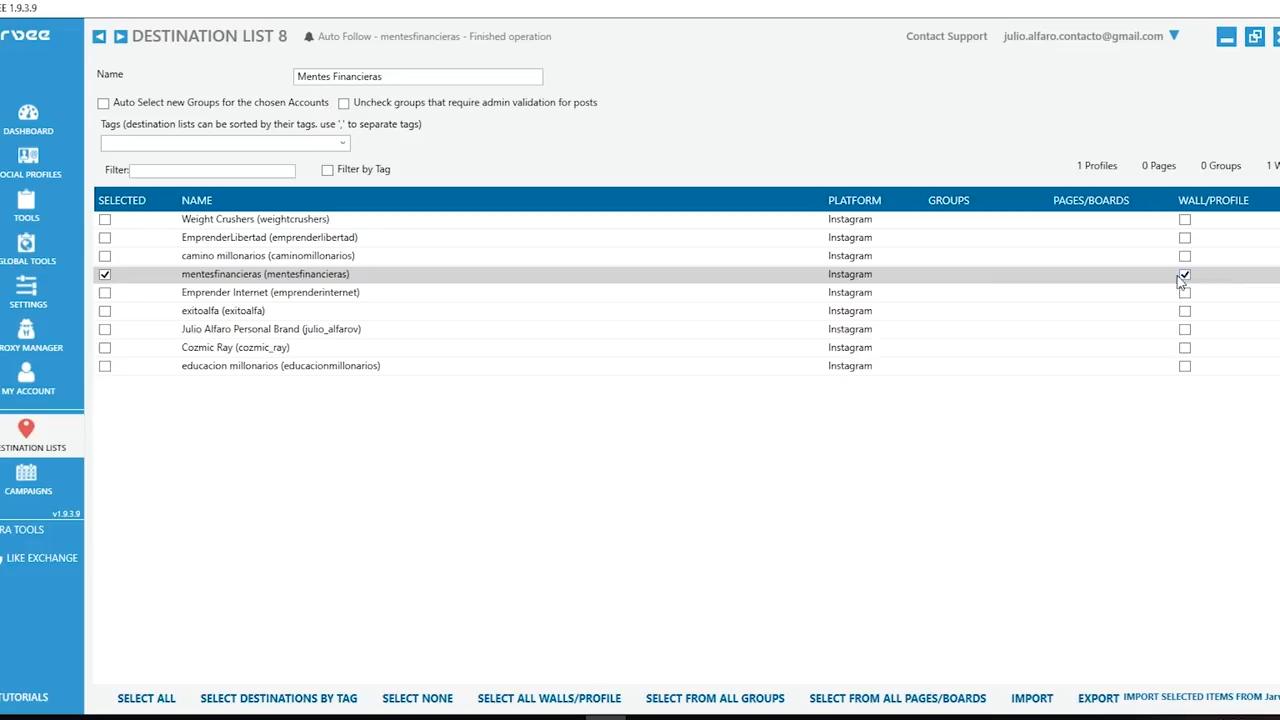 EE 1.9.3.9
rvee
DESTINATION LIST 8
Auto Follow - mentesfinancieras - Finished operation
Contact Support
julio.alfaro.contacto@gmail.com
Name
Mentes Financieras
Auto Select new Groups for the chosen Accounts
Uncheck groups that require admin validation for posts
Tags (destination lists can be sorted by their tags. use ',' to separate tags)
Filter:
Filter by Tag
1 Profiles 0 Pages 0 Groups 1 W
SELECTED NAME PLATFORM GROUPS PAGES/BOARDS WALL/PROFILE
Weight Crushers (weightcrushers) Instagram
EmprenderLibertad (emprenderlibertad) Instagram
camino millonarios (caminomillonarios) Instagram
mentesfinancieras (mentesfinancieras) Instagram
Emprender Internet (emprenderinternet) Instagram
exitoalfa (exitoalfa) Instagram
Julio Alfaro Personal Brand (julio_alfarov) Instagram
Cozmic Ray (cozmic_ray) Instagram
educacion millonarios (educacionmillonarios) Instagram
DASHBOARD
OCIAL PROFILES
TOOLS
GLOBAL TOOLS
SETTINGS
ROXY MANAGER
MY ACCOUNT
ESTINATION LISTS
CAMPAIGNS
v1.9.3.9
RA TOOLS
LIKE EXCHANGE
TUTORIALS
SELECT ALL SELECT DESTINATIONS BY TAG SELECT NONE SELECT ALL WALLS/PROFILE SELECT FROM ALL GROUPS SELECT FROM ALL PAGES/BOARDS IMPORT EXPORT IMPORT SELECTED ITEMS FROM Jarv